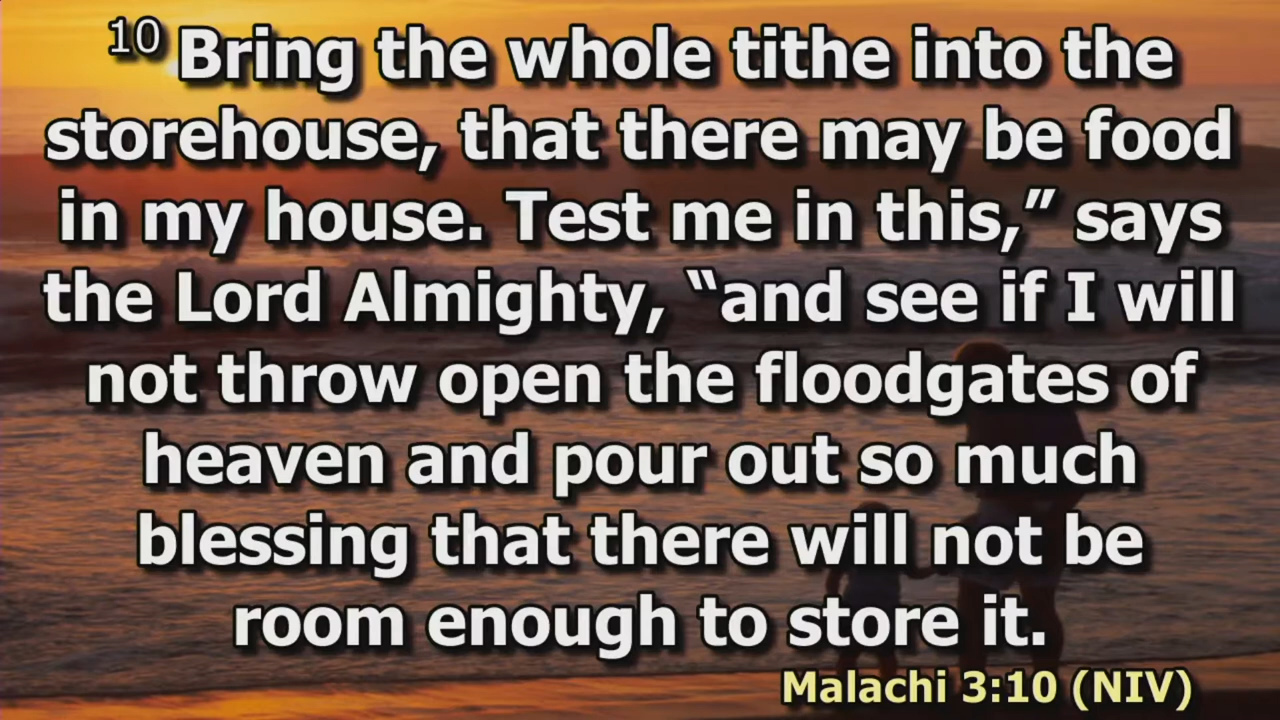 10 Bring the whole tithe into the
storehouse, that there may be food
in my house. Test me in this,” says
the Lord Almighty, “and see if I will
not throw open the floodgates of
heaven and pour out so much
blessing that there will not be
room enough to store it.
Malachi 3:10 (NIV)